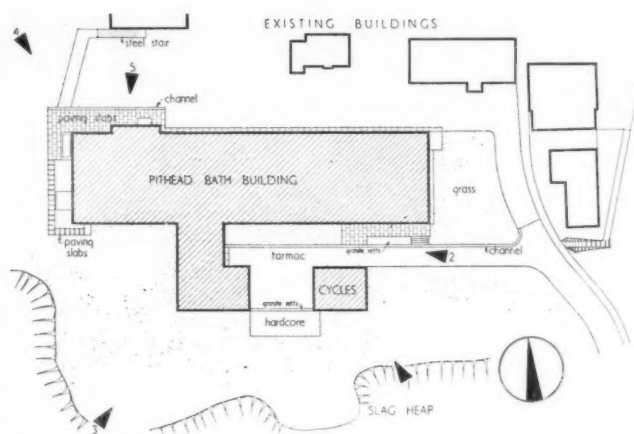 EXISTING BUILDINGS
4
steel stair
5
channel
paving slabs
PITHEAD BATH BUILDING
grass
paving
slabs
granite setts
channel
tarmac
2
granite setts
CYCLES
hardcore
SLAG HEAP
3